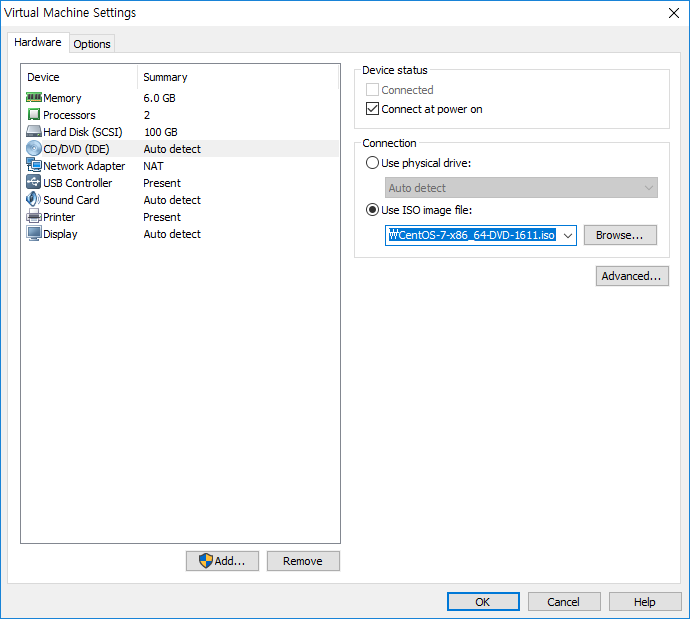 Virtual Machine Settings
Hardware Options
Device Summary
Memory 6.0 GB
Processors 2
Hard Disk (SCSI) 100 GB
CD/DVD (IDE) Auto detect
Network Adapter NAT
USB Controller Present
Sound Card Auto detect
Printer Present
Display Auto detect
Add... Remove
Device status
Connected
Connect at power on
Connection
Use physical drive:
Auto detect
Use ISO image file:
₩CentOS-7-x86_64-DVD-1611.iso Browse...
Advanced...
OK Cancel Help